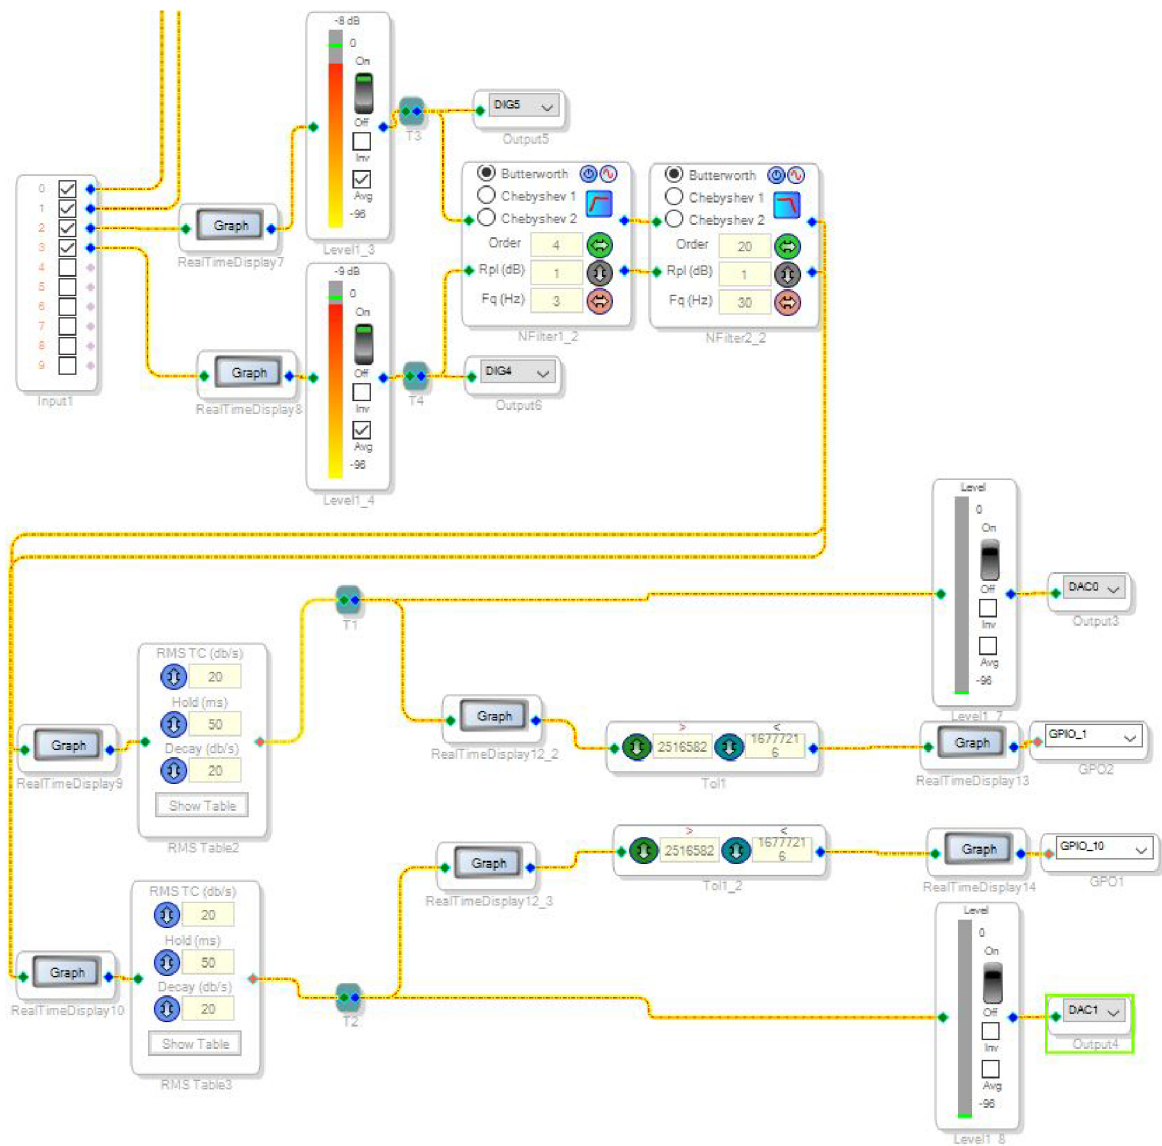 0
1
2
3
4
5
6
7
8
9
Input1
Graph
RealTimeDisplay7
Graph
RealTimeDisplay8
-8 dB
0
On
Off
Inv
Avg
-96
Level1_3
-9 dB
0
On
Off
Inv
Avg
-96
Level1_4
T3
T4
DIG5
Output5
DIG4
Output6
Butterworth
Chebyshev 1
Chebyshev 2
Order 4
Rpl (dB) 1
Fq (Hz) 3
NFilter1_2
Butterworth
Chebyshev 1
Chebyshev 2
Order 20
Rpl (dB) 1
Fq (Hz) 30
NFilter2_2
Graph
RealTimeDisplay9
RMS TC (db/s)
20
Hold (ms)
50
Decay (db/s)
20
Show Table
RMS Table2
T1
Graph
RealTimeDisplay12_2
> <
2516582 1677721
6
Tol1
Graph
RealTimeDisplay13
GPIO_1
GPO2
Level
0
On
Off
Inv
Avg
-96
Level1_7
DAC0
Output3
Graph
RealTimeDisplay10
RMS TC (db/s)
20
Hold (ms)
50
Decay (db/s)
20
Show Table
RMS Table3
T2
Graph
RealTimeDisplay12_3
> <
2516582 1677721
6
Tol1_2
Graph
RealTimeDisplay14
GPIO_10
GPO1
Level
0
On
Off
Inv
Avg
-96
Level1_8
DAC1
Output4